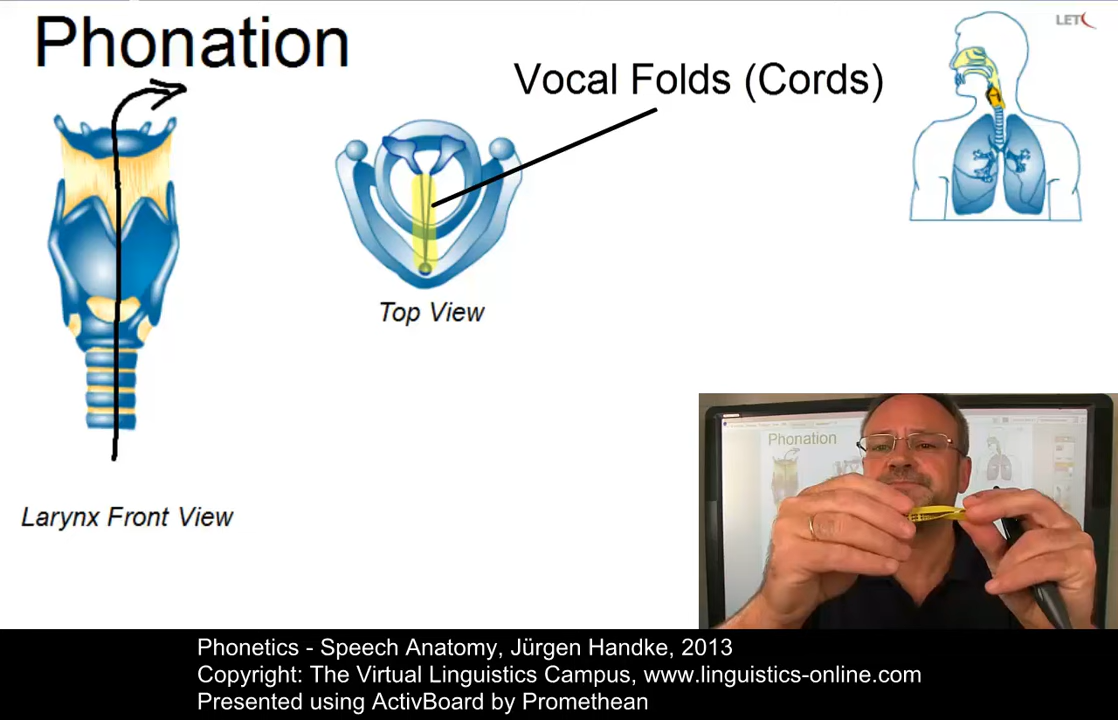 Phonation
LET
Vocal Folds (Cords)
Top View
Larynx Front View
Phonation
Phonetics - Speech Anatomy, Jürgen Handke, 2013
Copyright: The Virtual Linguistics Campus, www.linguistics-online.com
Presented using ActivBoard by Promethean